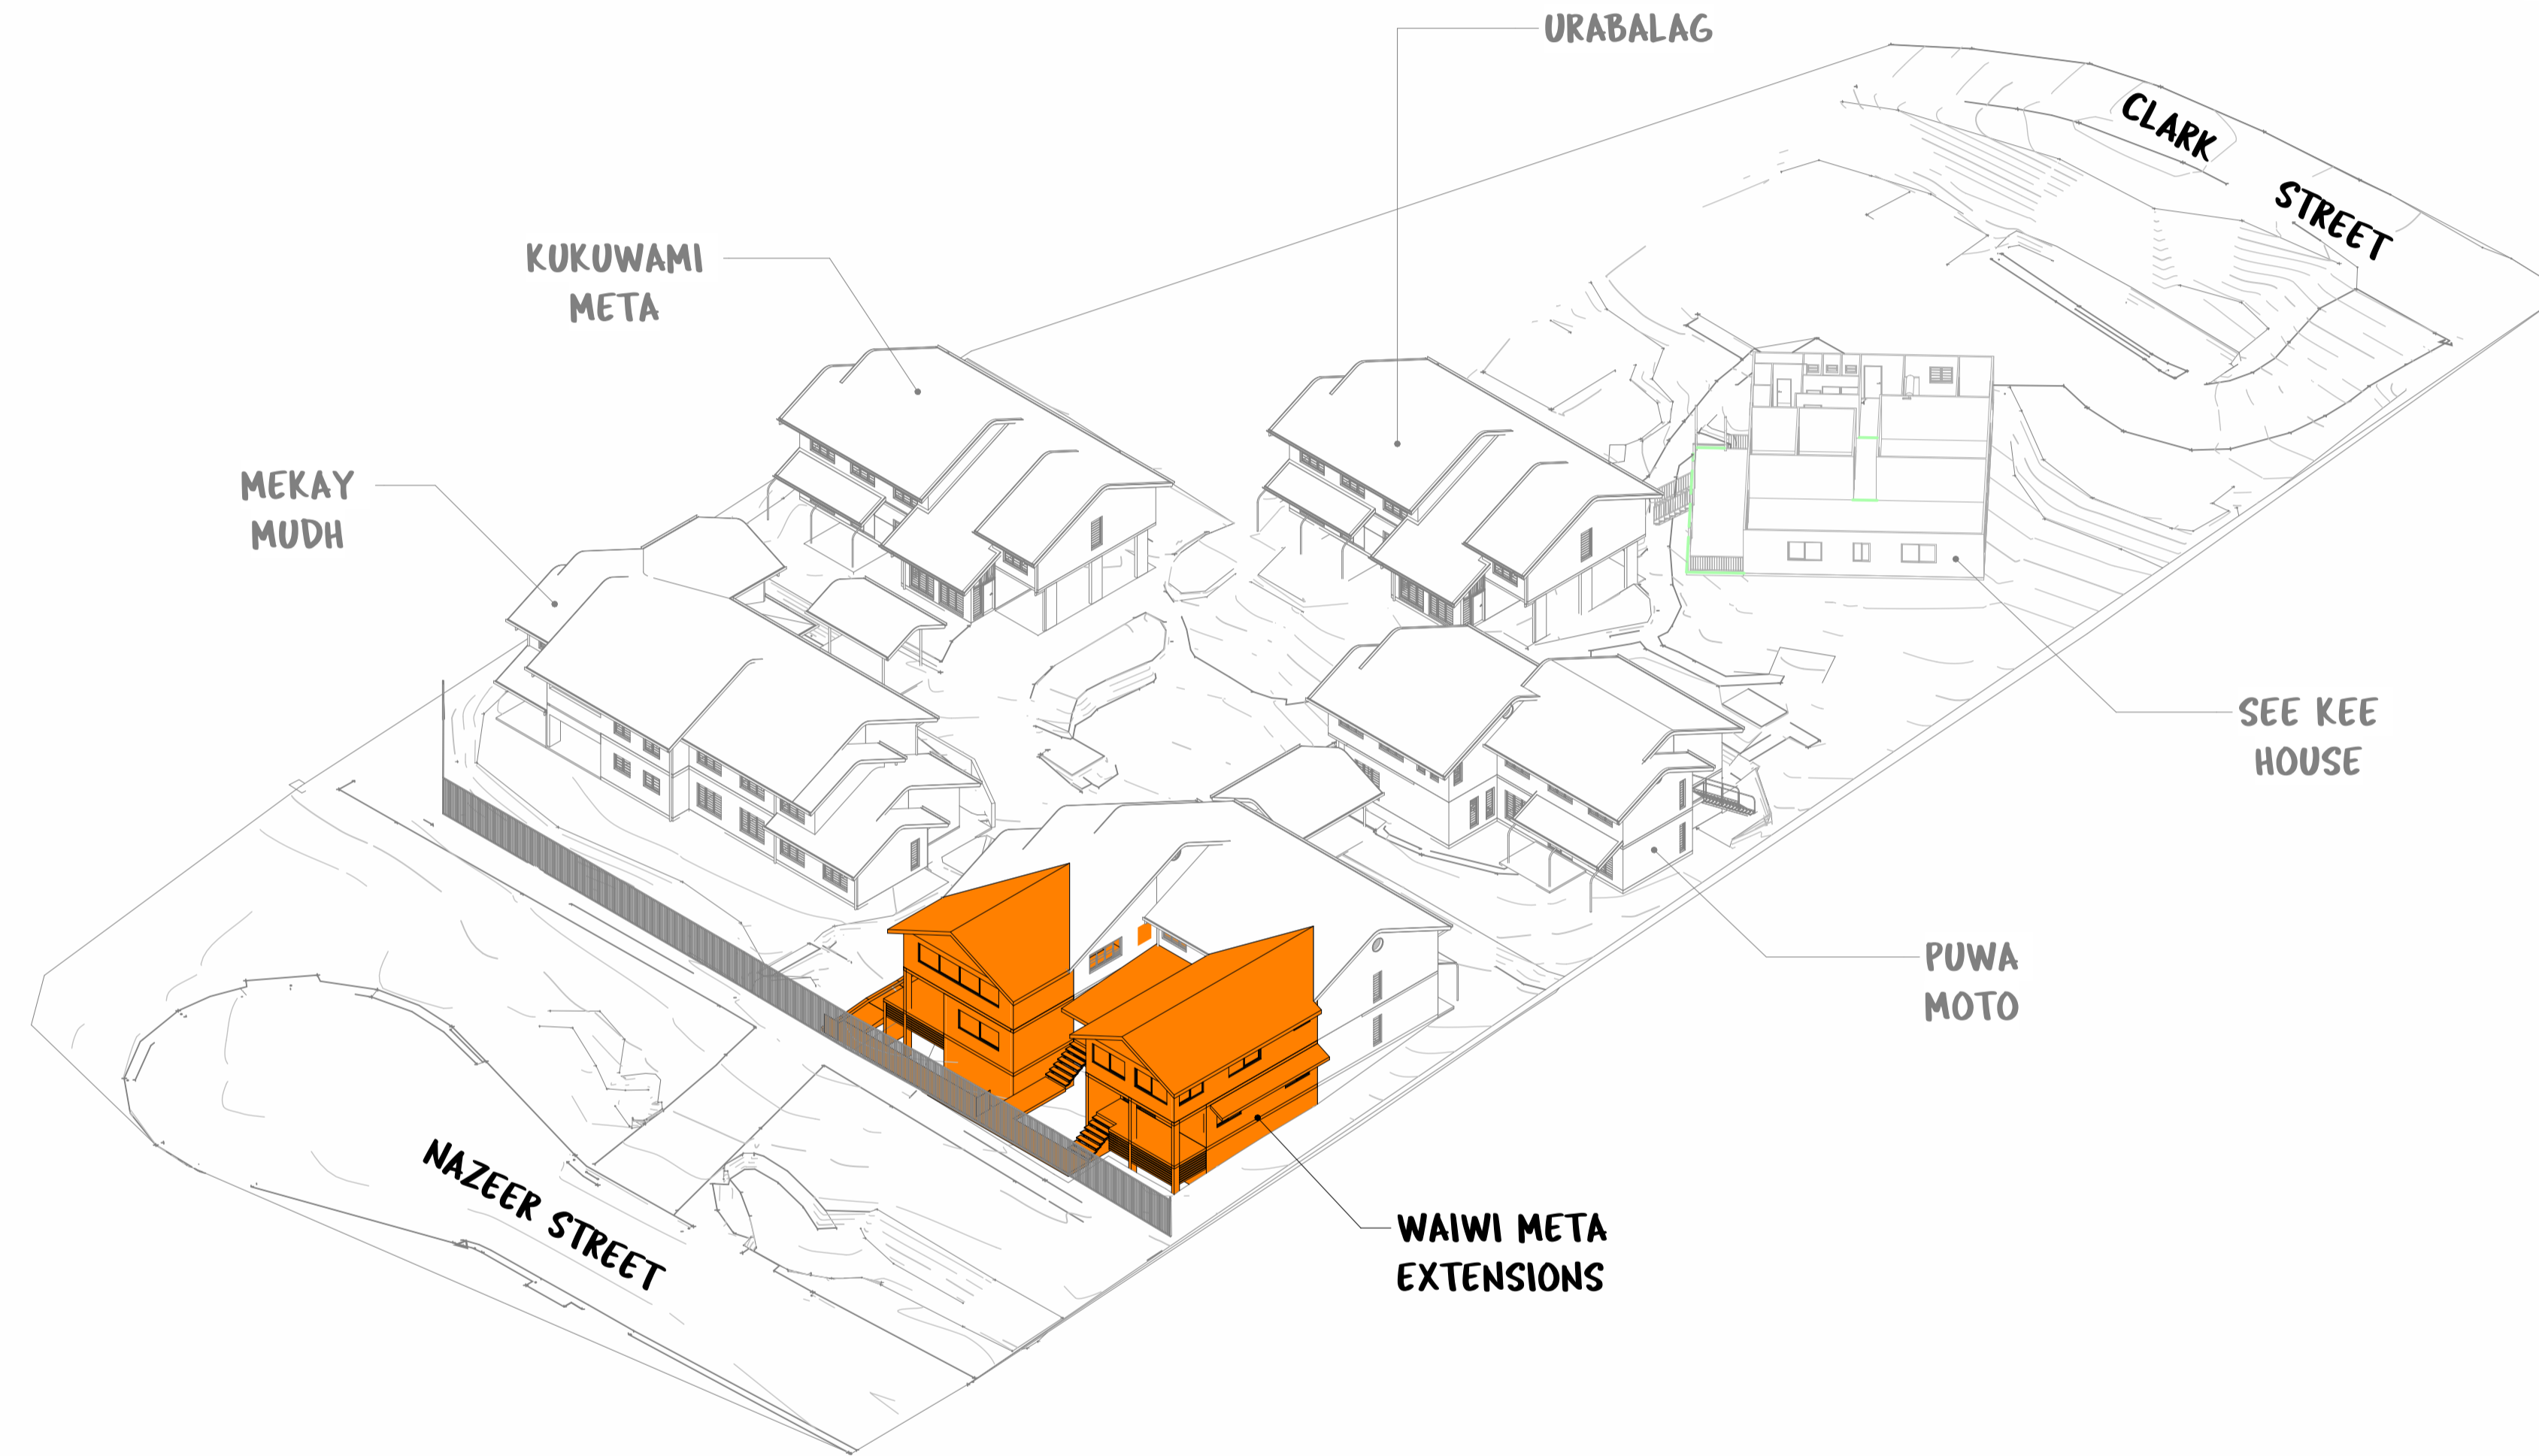 URABALAG
CLARK
STREET
KUKUWAMI
META
MEKAY
MUDH
SEE KEE
HOUSE
PUWA
MOTO
NAZEER STREET
WAIWI META
EXTENSIONS